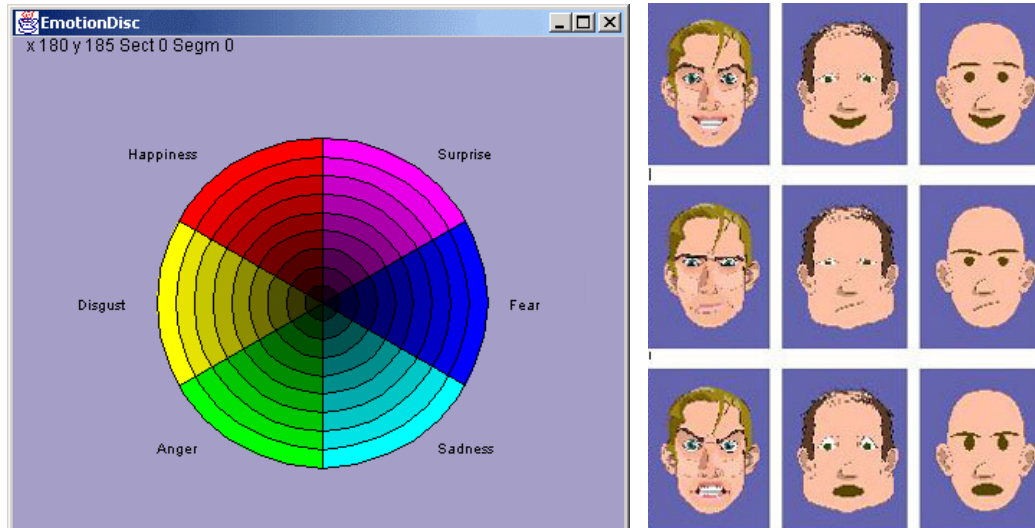 EmotionDisc
x 180 y 185 Sect 0 Segm 0
Happiness
Surprise
Disgust
Fear
Anger
Sadness